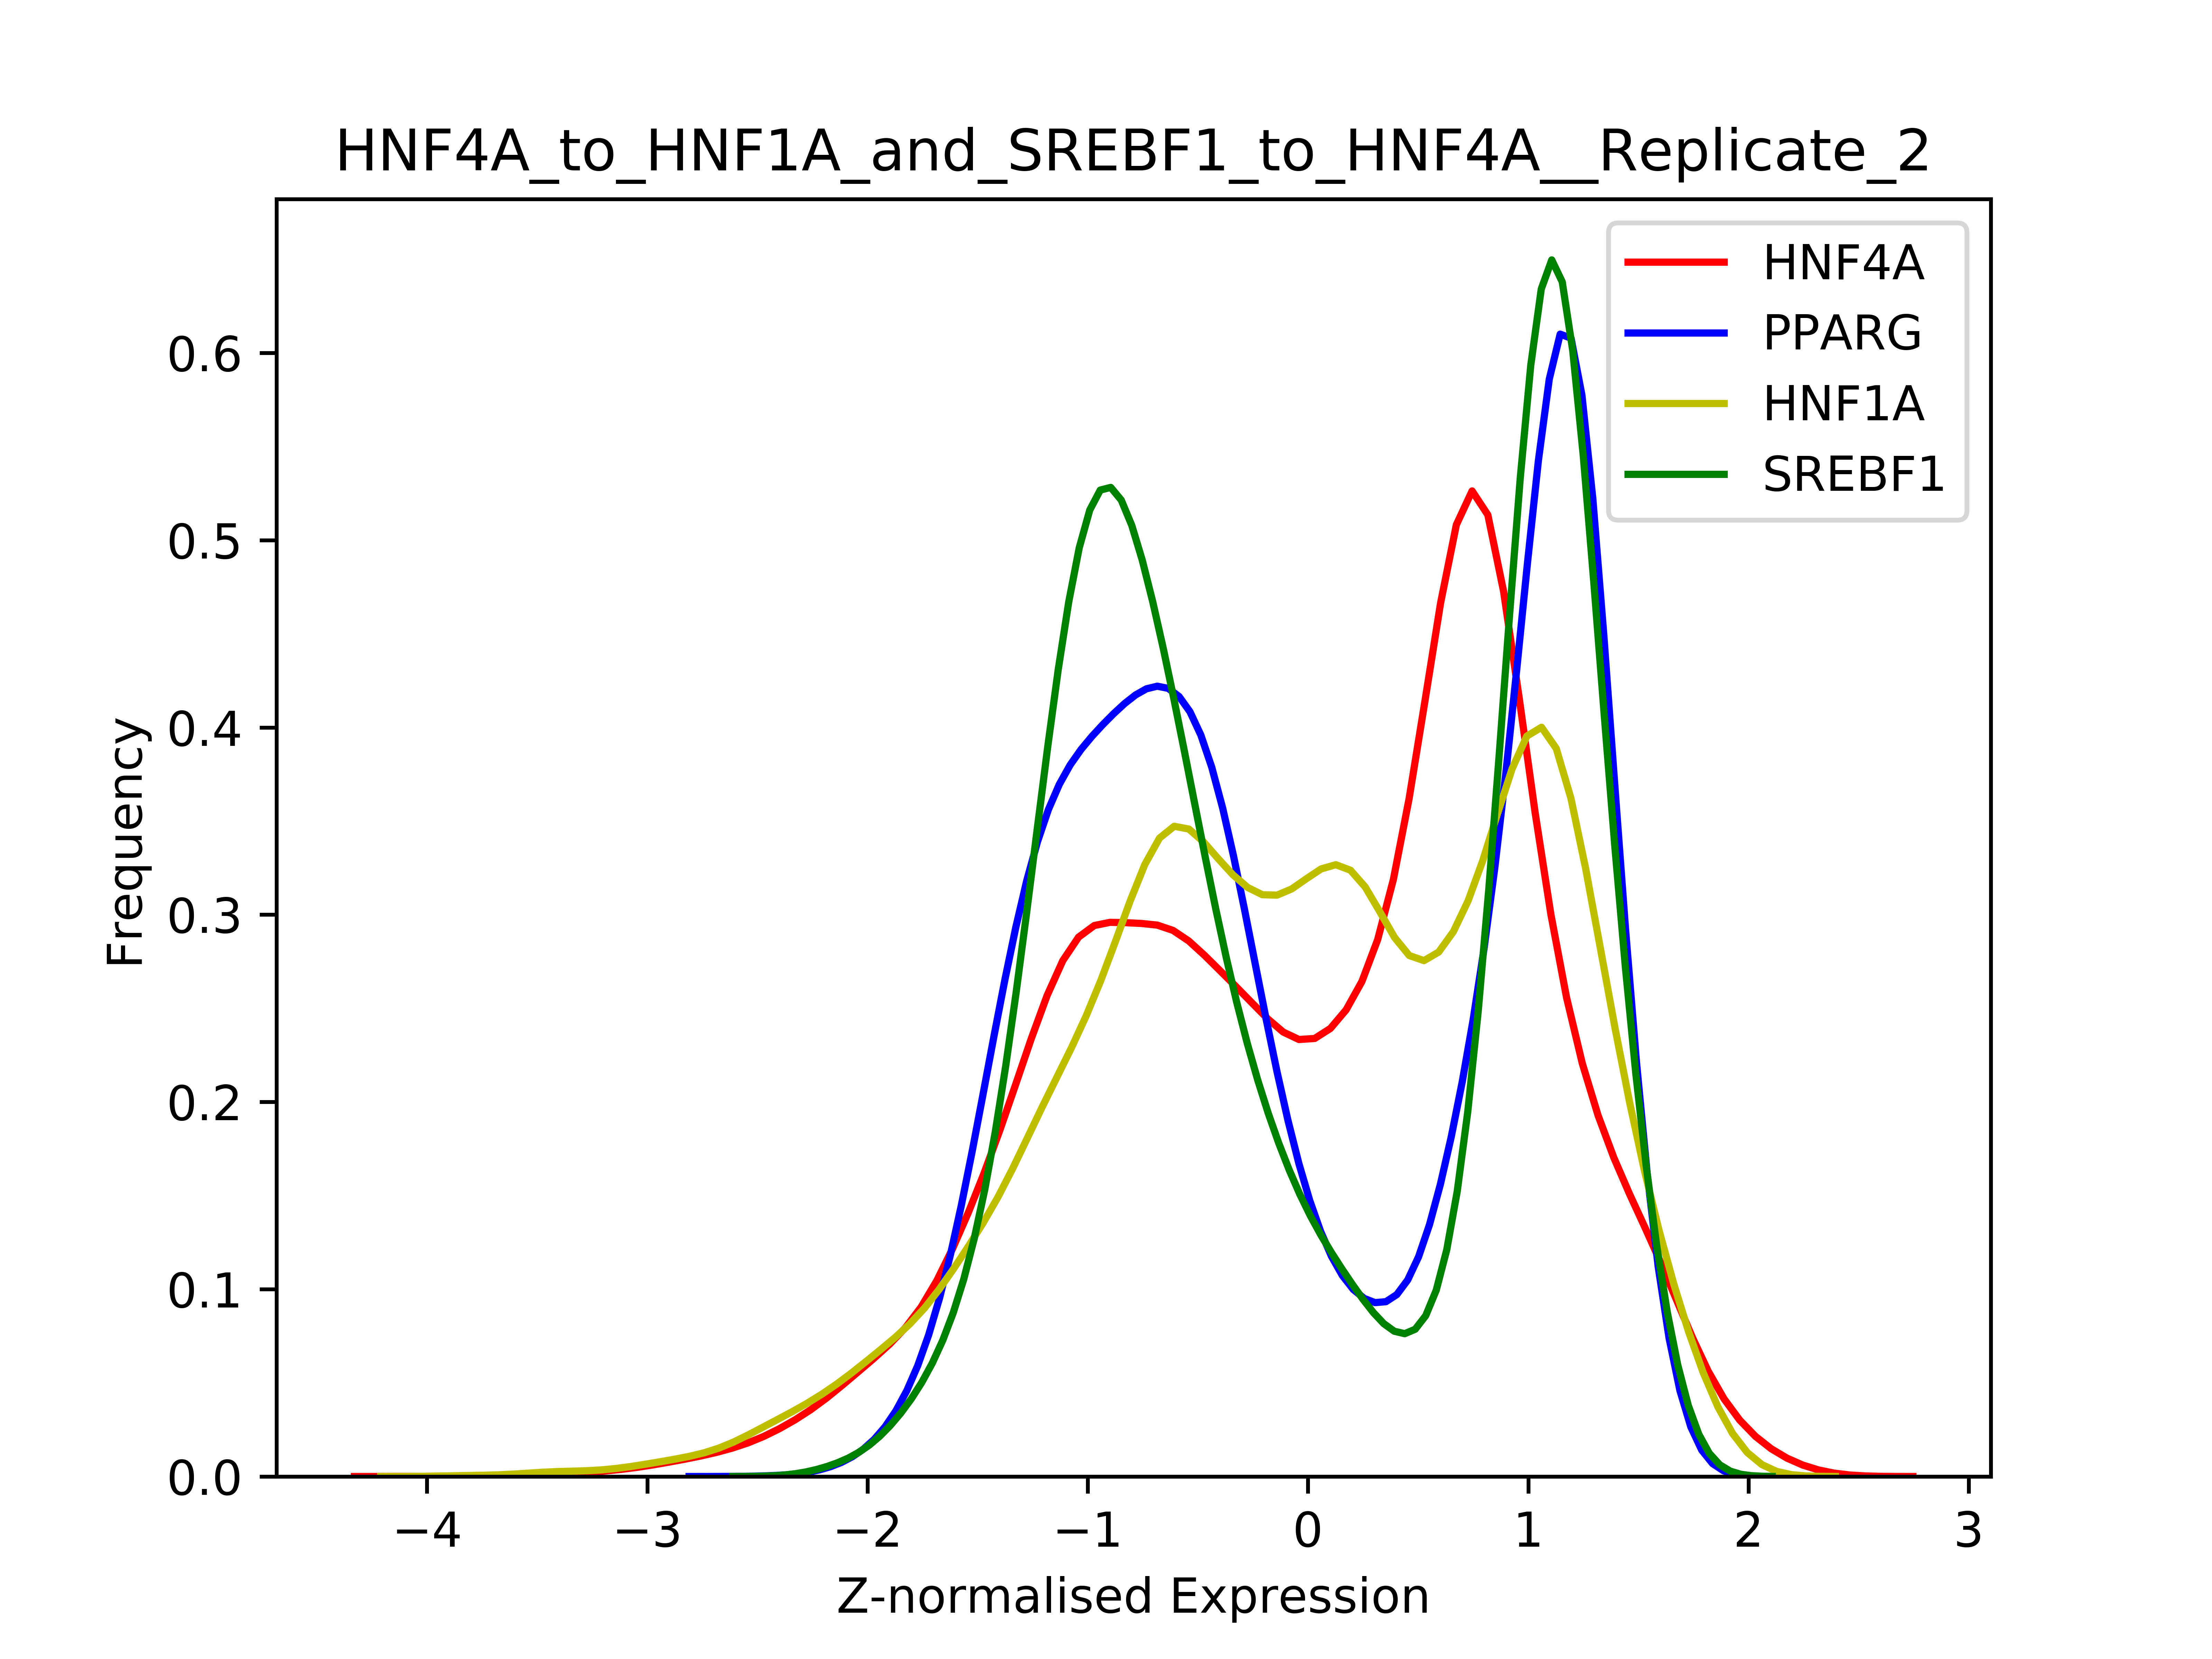 HNF4A_to_HNF1A_and_SREBF1_to_HNF4A__Replicate_2
HNF4A
PPARG
HNF1A
SREBF1
Frequency
0.6
0.5
0.4
0.3
0.2
0.1
0.0
−4 −3 −2 −1 0 1 2 3
Z-normalised Expression